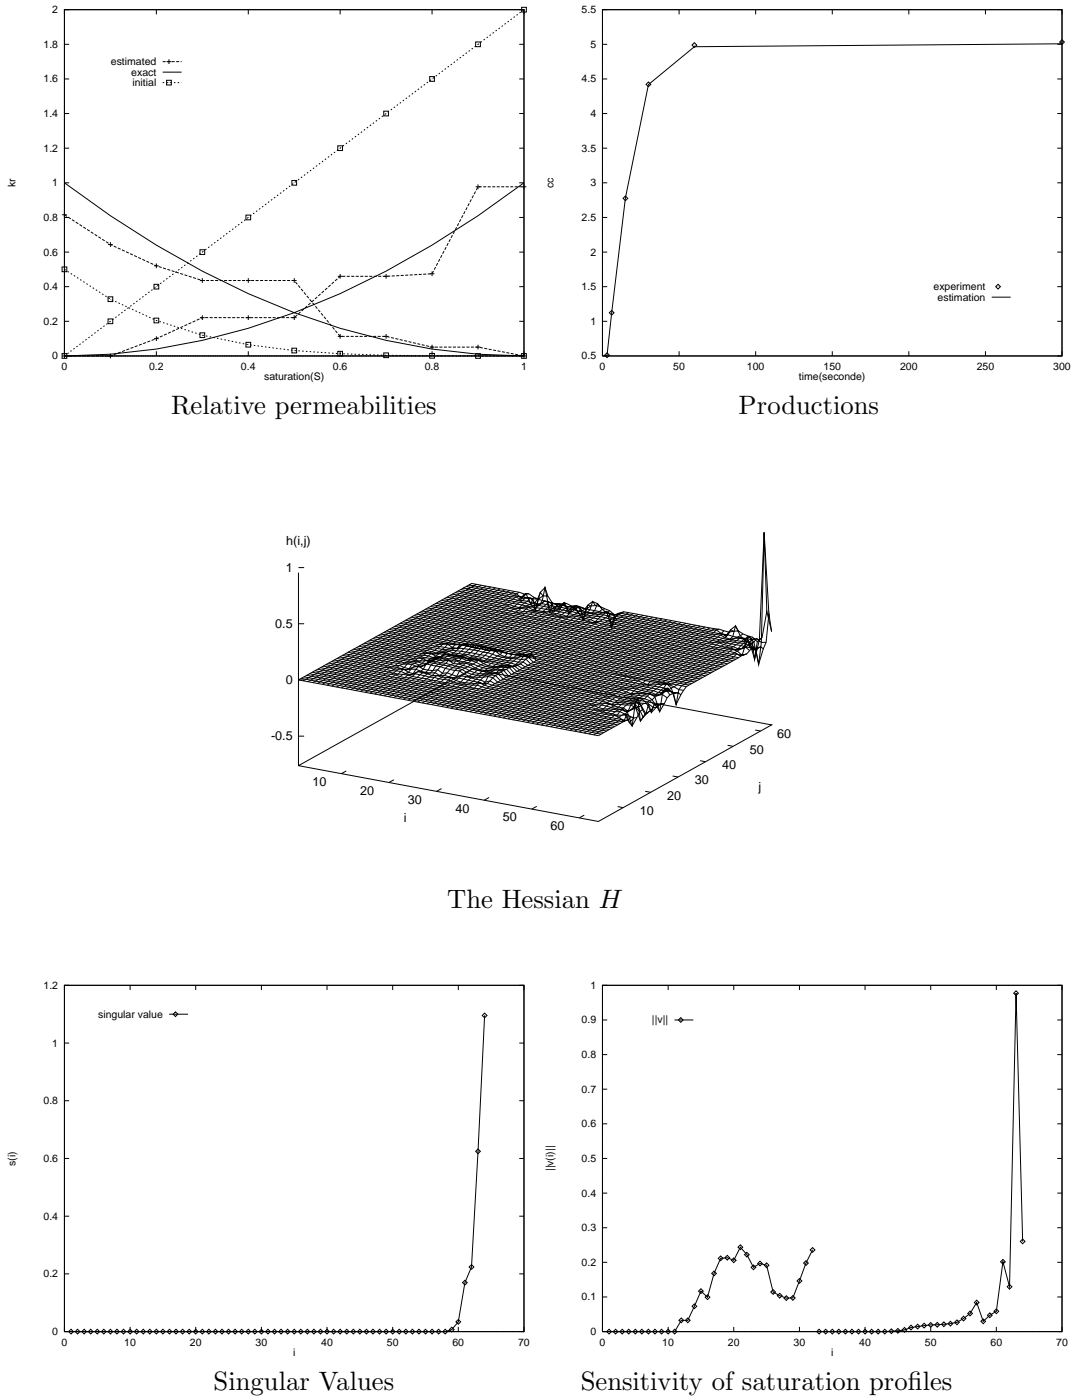 2
1.8
1.6
1.4
1.2
1
0.8
0.6
0.4
0.2
0
kr
estimated
exact
initial
0 0.2 0.4 0.6 0.8 1
saturation(S)
Relative permeabilities
5.5
5
4.5
4
3.5
3
2.5
2
1.5
1
0.5
cc
experiment
estimation
0 50 100 150 200 250 300
time(seconde)
Productions
h(i,j)
1
0.5
0
-0.5
10 20 30 40 50 60
i
10 20 30 40 50 60
j
The Hessian H
1.2
1
0.8
0.6
0.4
0.2
0
s(i)
singular value
0 10 20 30 40 50 60 70
i
Singular Values
1
0.9
0.8
0.7
0.6
0.5
0.4
0.3
0.2
0.1
0
||v(i)||
||v||
0 10 20 30 40 50 60 70
i
Sensitivity of saturation profiles